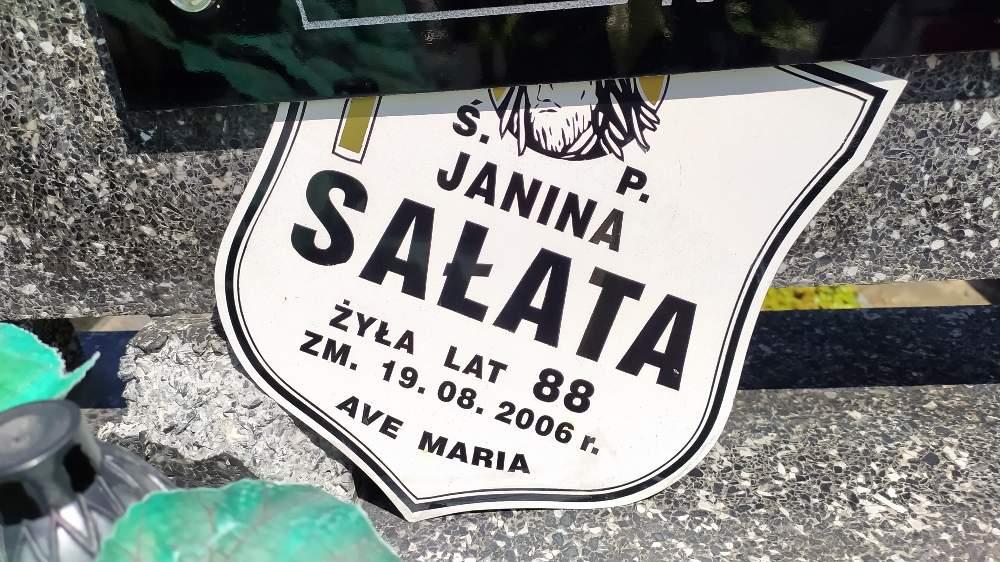 Ś. P.
JANINA
SAŁATA
ŻYŁA LAT 88
ZM. 19.08.2006 r.
AVE MARIA